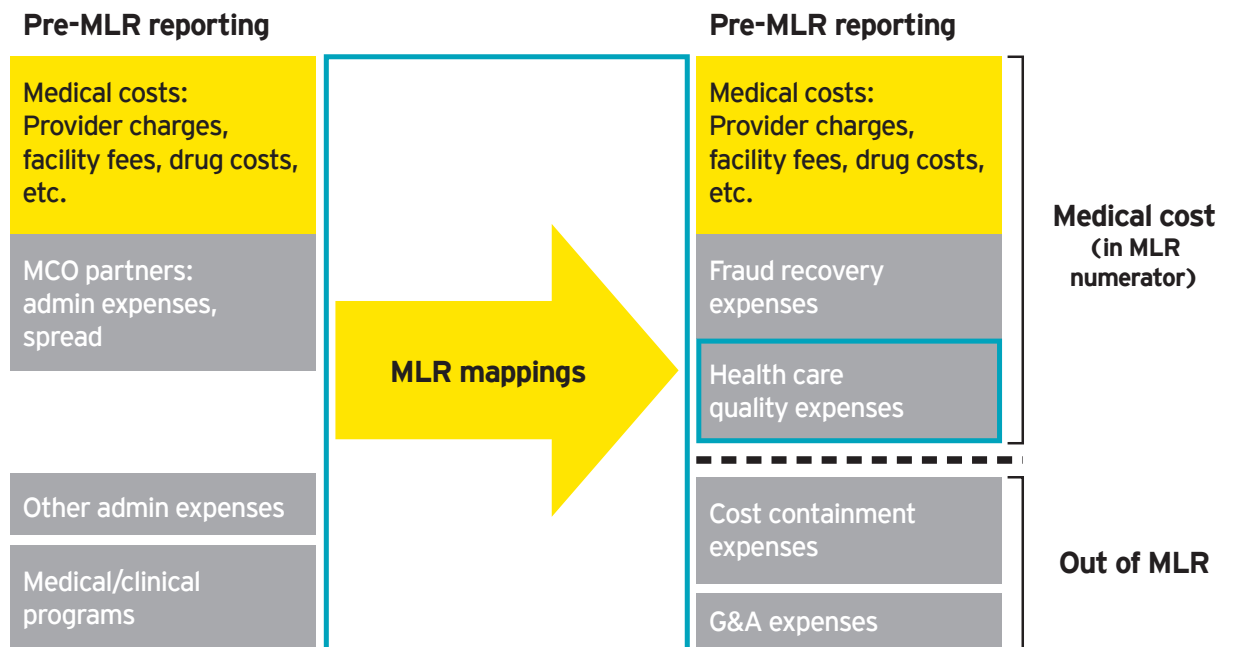 Pre-MLR reporting
Medical costs:
Provider charges,
facility fees, drug costs,
etc.
MCO partners:
admin expenses,
spread
Other admin expenses
Medical/clinical
programs
MLR mappings
Pre-MLR reporting
Medical costs:
Provider charges,
facility fees, drug costs,
etc.
Fraud recovery
expenses
Health care
quality expenses
Cost containment
expenses
G&A expenses
Medical cost
(in MLR
numerator)
Out of MLR